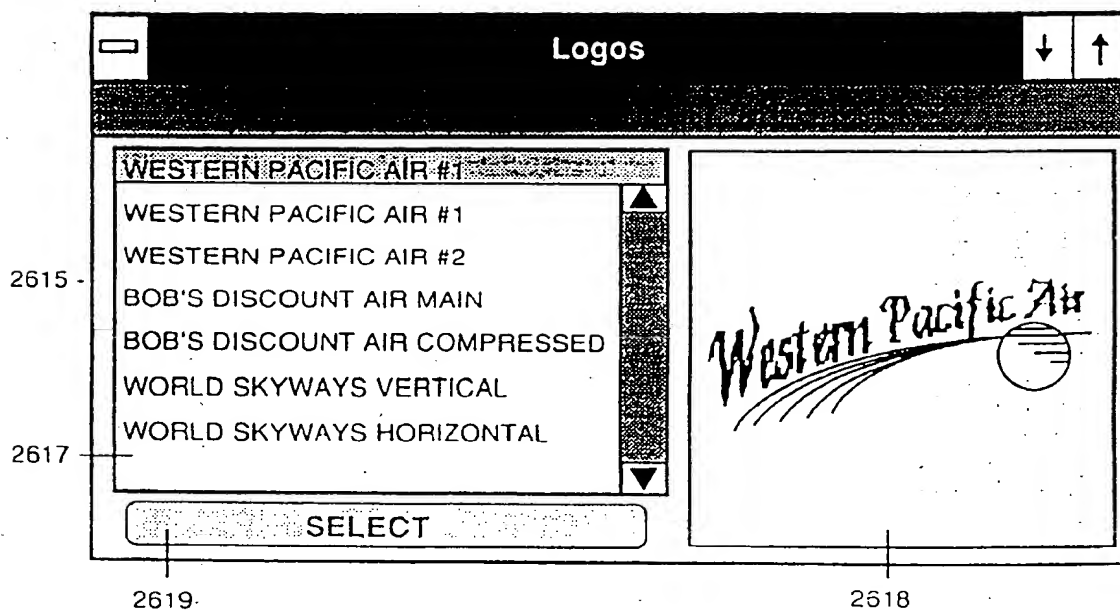 Logos
WESTERN PACIFIC AIR #1
WESTERN PACIFIC AIR #1
WESTERN PACIFIC AIR #2
BOB'S DISCOUNT AIR MAIN
BOB'S DISCOUNT AIR COMPRESSED
WORLD SKYWAYS VERTICAL
WORLD SKYWAYS HORIZONTAL
SELECT
Western Pacific Air
2615
2617
2619
2618